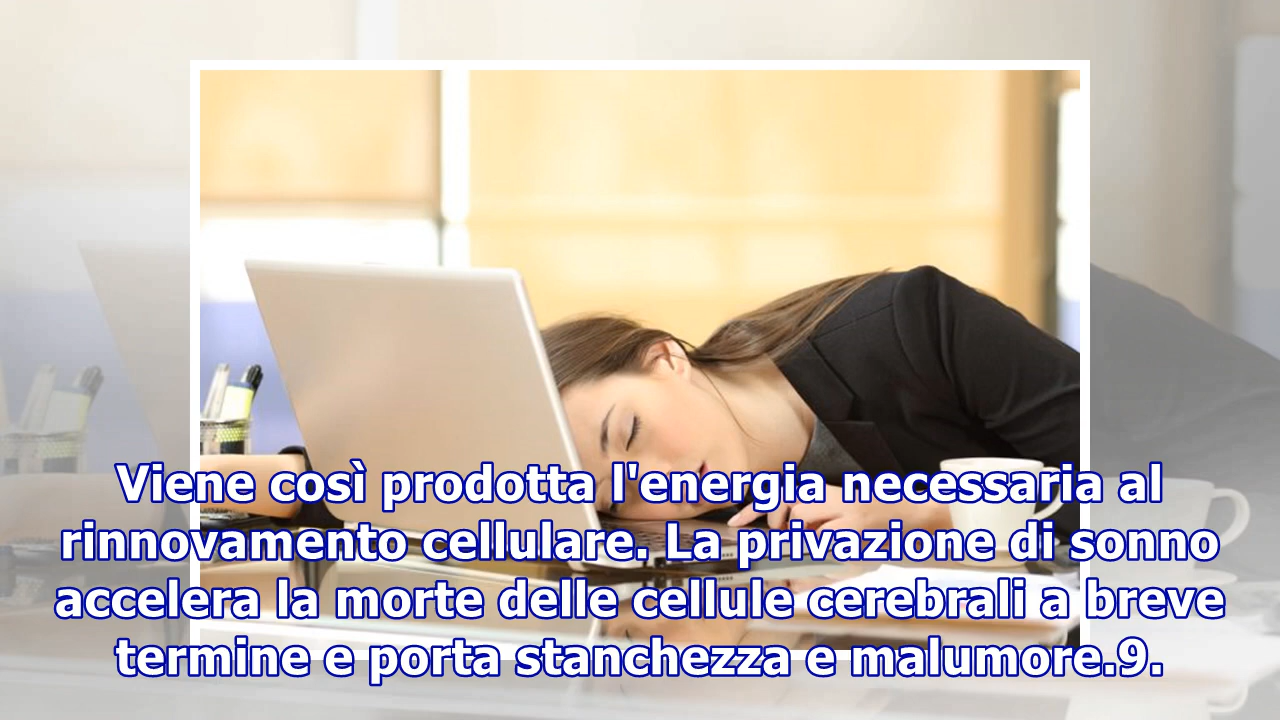 Viene così prodotta l'energia necessaria al
rinnovamento cellulare. La privazione di sonno
accelera la morte delle cellule cerebrali a breve
termine e porta stanchezza e malumore.9.